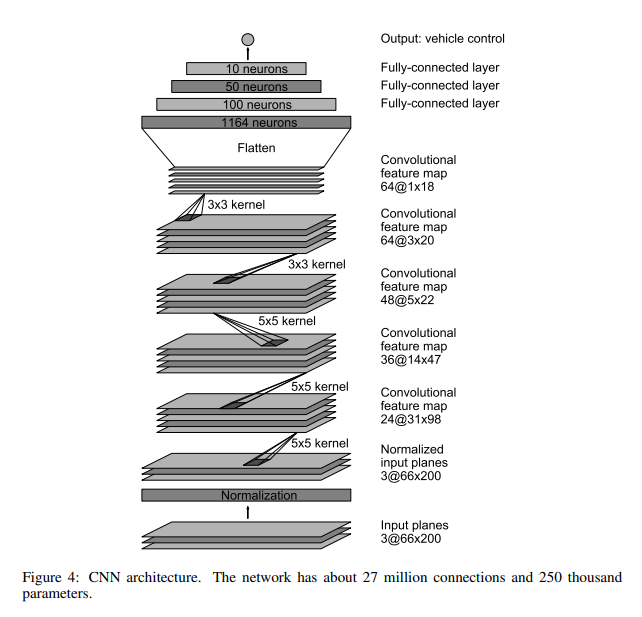 Output: vehicle control
10 neurons
Fully-connected layer
50 neurons
Fully-connected layer
100 neurons
Fully-connected layer
1164 neurons
Flatten
Convolutional
feature map
64@1x18
3x3 kernel
Convolutional
feature map
64@3x20
3x3 kernel
Convolutional
feature map
48@5x22
5x5 kernel
Convolutional
feature map
36@14x47
5x5 kernel
Convolutional
feature map
24@31x98
5x5 kernel
Normalized
input planes
3@66x200
Normalization
Input planes
3@66x200
Figure 4: CNN architecture. The network has about 27 million connections and 250 thousand
parameters.